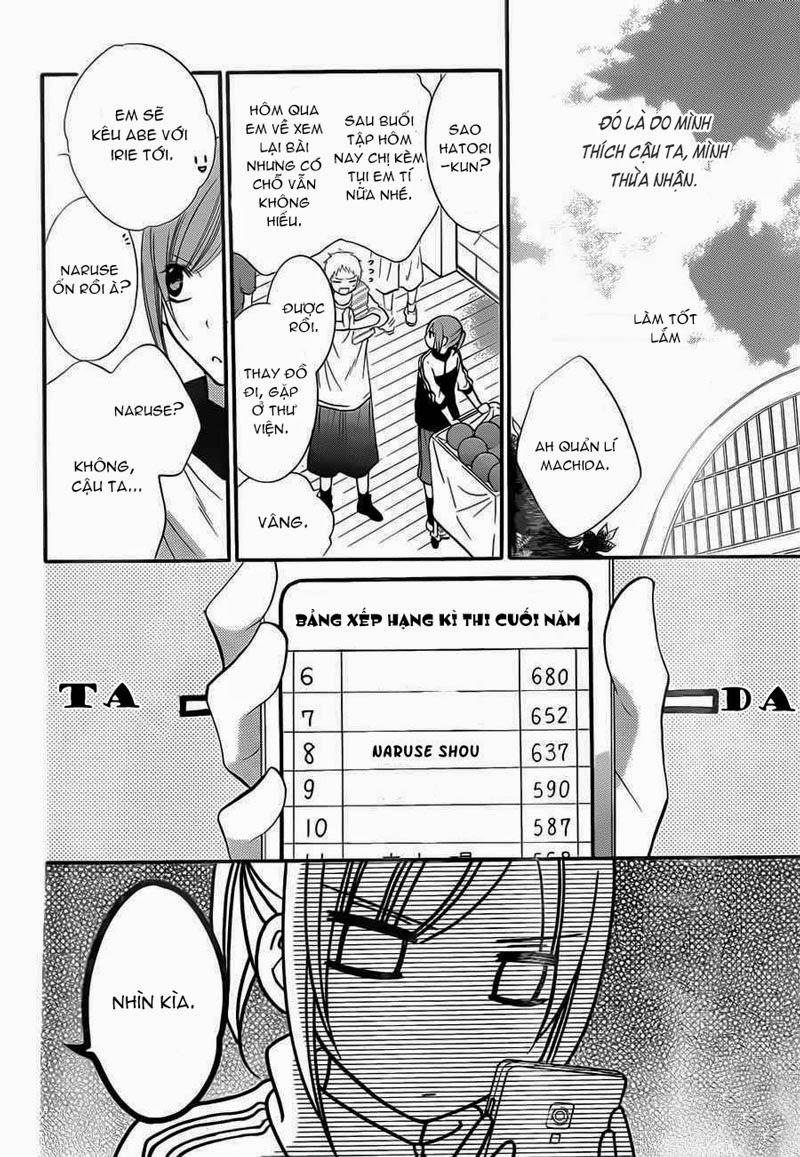 ĐÓ LÀ DO MÌNH
THÍCH CẬU TA, MÌNH
THỪA NHẬN.
LÀM TỐT
LẮM
AH QUẢN LÍ
MACHIDA.
SAO
HATORI
-KUN?
SAU BUỔI
TẬP HÔM
NAY CHỊ KÈM
TỤI EM TÍ
NỮA NHÉ.
HÔM QUA
EM VỀ XEM
LẠI BÀI
NHƯNG CÓ
CHỖ VẪN
KHÔNG
HIỂU.
ĐƯỢC
RỒI.
THAY ĐỒ
ĐI, GẶP
Ở THƯ
VIỆN.
VÂNG.
EM SẼ
KÊU ABE VỚI
IRIE TỚI.
NARUSE
ỔN RỒI À?
NARUSE?
KHÔNG,
CẬU TA...
BẢNG XẾP HẠNG KÌ THI CUỐI NĂM
6 680
7 652
8 NARUSE SHOU 637
9 590
10 587
TA
DA
NHÌN KÌA.